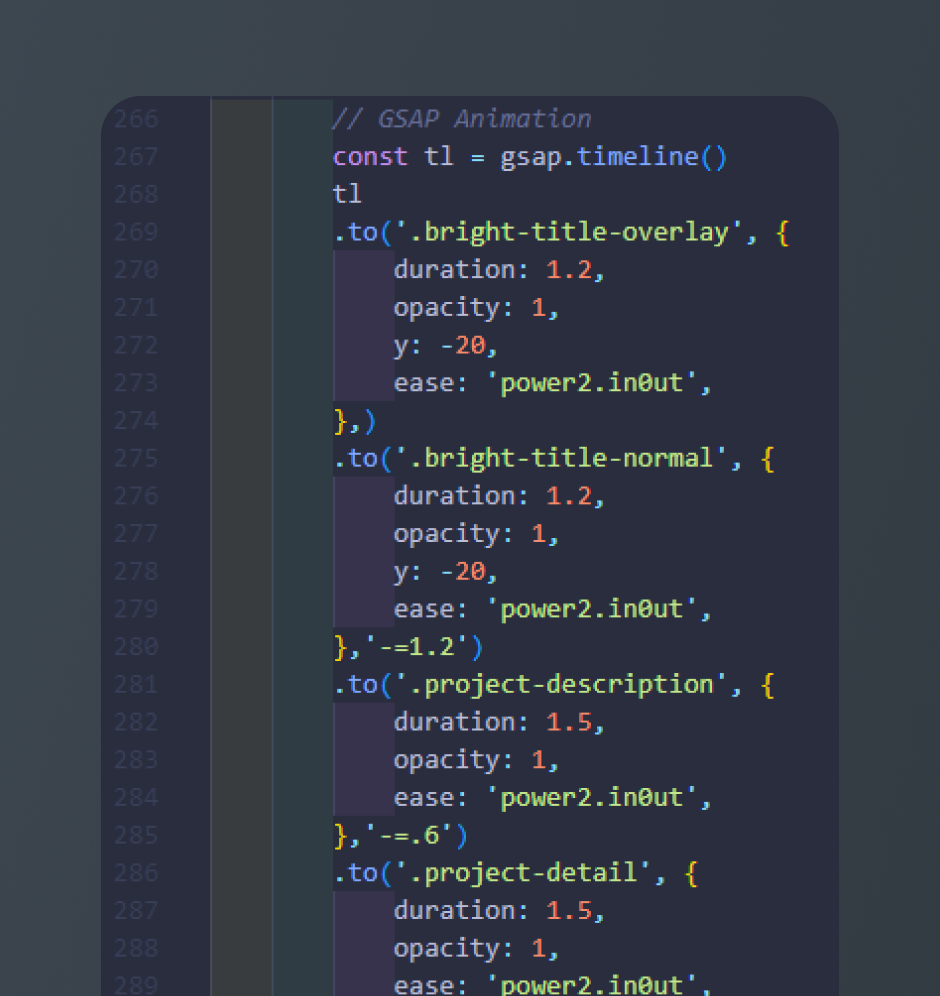 266 // GSAP Animation
267 const tl = gsap.timeline()
268 tl
269 .to('.bright-title-overlay', {
270 duration: 1.2,
271 opacity: 1,
272 y: -20,
273 ease: 'power2.in0ut',
274 },)
275 .to('.bright-title-normal', {
276 duration: 1.2,
277 opacity: 1,
278 y: -20,
279 ease: 'power2.in0ut',
280 },'-=1.2')
281 .to('.project-description', {
282 duration: 1.5,
283 opacity: 1,
284 ease: 'power2.in0ut',
285 },'-=.6')
286 .to('.project-detail', {
287 duration: 1.5,
288 opacity: 1,
289 ease: 'power2.in0ut',